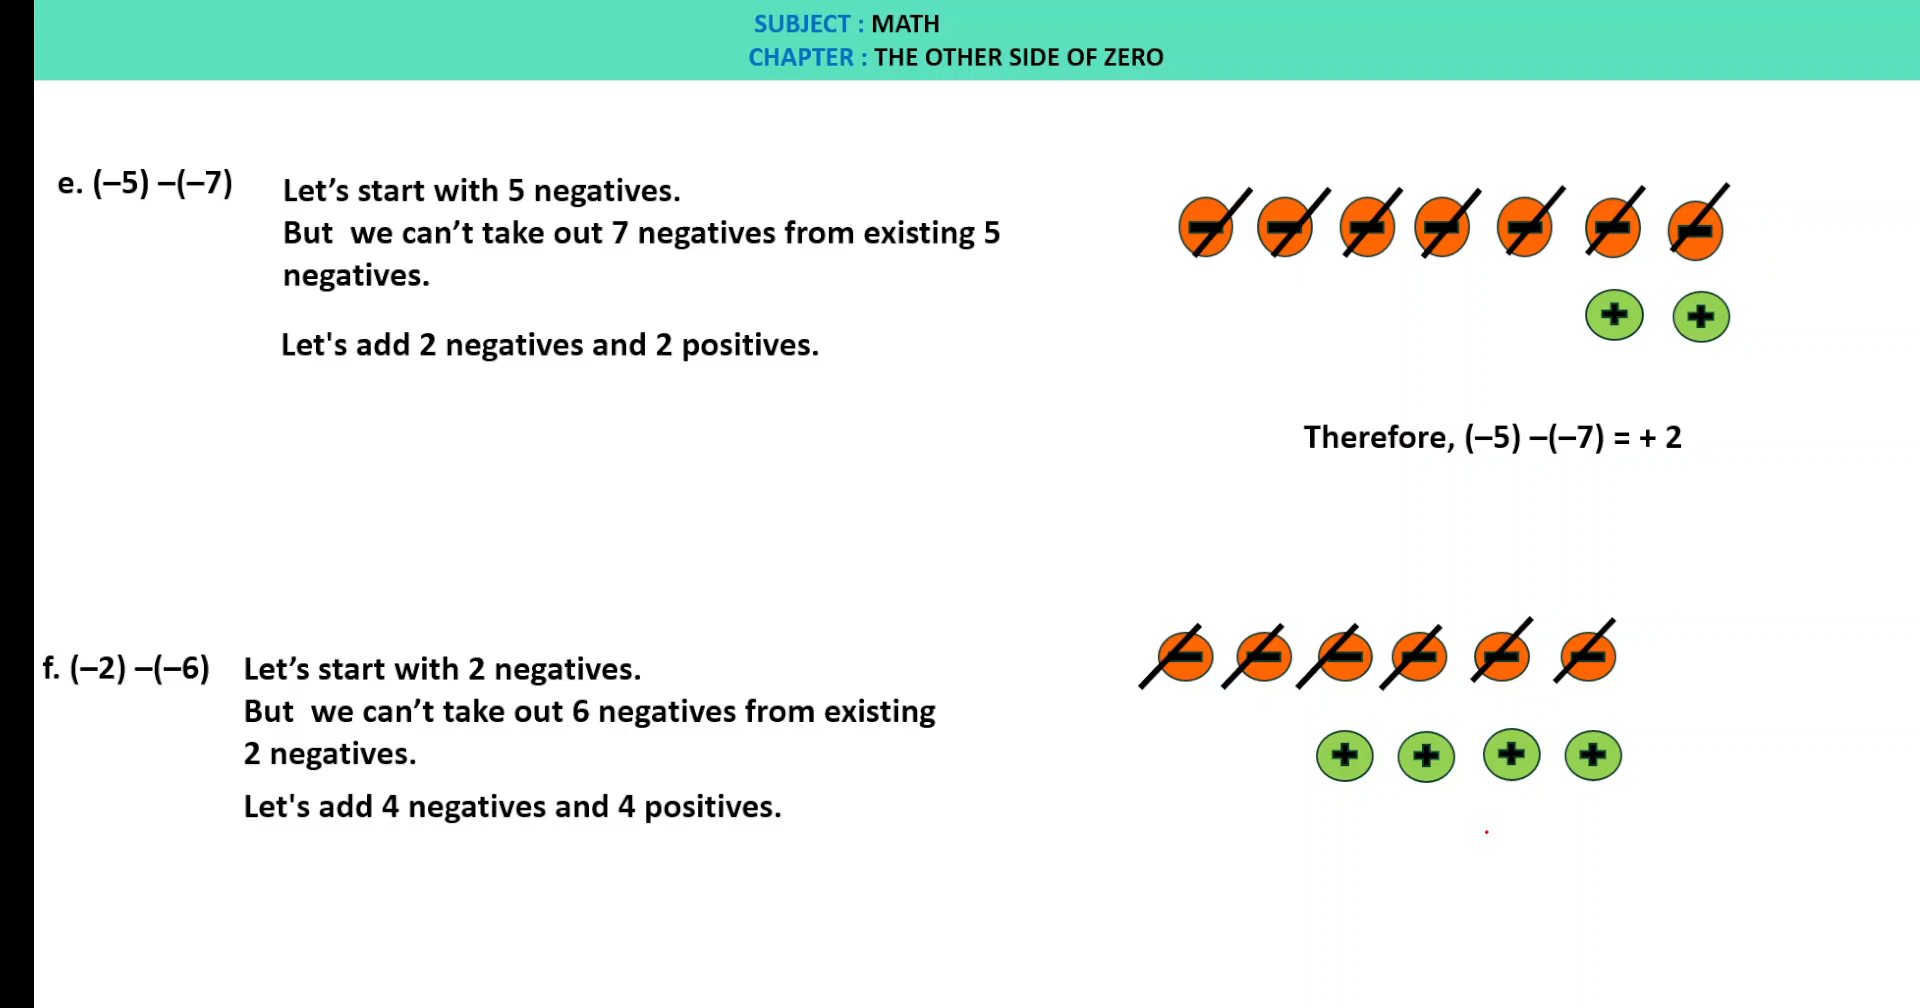 SUBJECT : MATH
CHAPTER : THE OTHER SIDE OF ZERO
e. (–5) –(–7)
Let’s start with 5 negatives.
But we can’t take out 7 negatives from existing 5
negatives.
Let's add 2 negatives and 2 positives.
Therefore, (–5) –(–7) = + 2
f. (–2) –(–6)
Let’s start with 2 negatives.
But we can’t take out 6 negatives from existing
2 negatives.
Let's add 4 negatives and 4 positives.